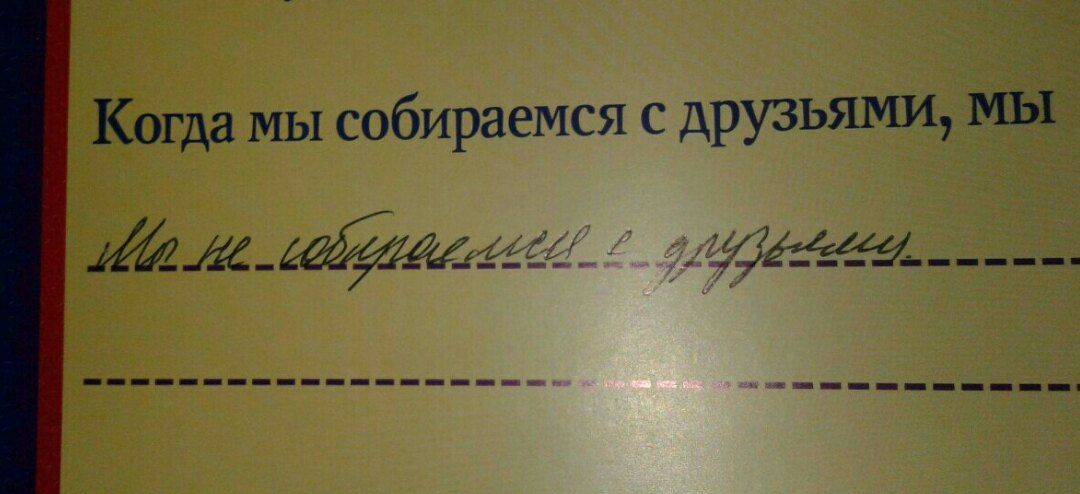 Когда мы собираемся с друзьями, мы
Мы не собираемся с друзьями.